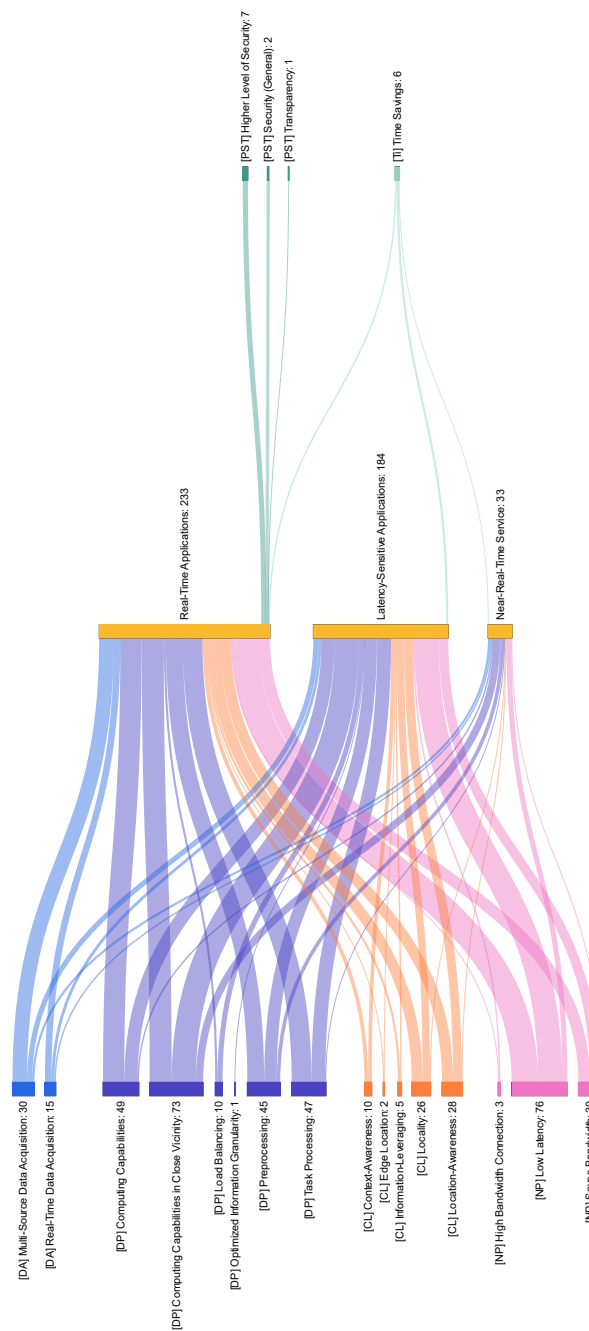 [PST] Higher Level of Security: 7
[PST] Security (General): 2
[PST] Transparency: 1
[Ti] Time Savings: 6
Real-Time Applications: 233
Latency-Sensitive Applications: 184
Near-Real-Time Service: 33
[DA] Multi-Source Data Acquisition: 30
[DA] Real-Time Data Acquisition: 15
[DP] Computing Capabilities: 49
[DP] Computing Capabilities in Close Vicinity: 73
[DP] Load Balancing: 10
[DP] Optimized Information Granularity: 1
[DP] Preprocessing: 45
[DP] Task Processing: 47
[CL] Context-Awareness: 10
[CL] Edge Location: 2
[CL] Information-Leveraging: 5
[CL] Locality: 26
[CL] Location-Awareness: 28
[NP] High Bandwidth Connection: 3
[NP] Low Latency: 76